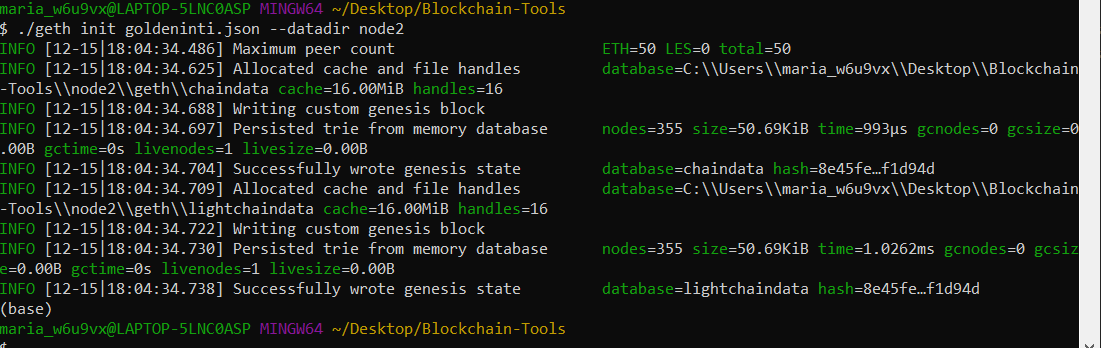 maria_w6u9vx@LAPTOP-5LNC0ASP MINGW64 ~/Desktop/Blockchain-Tools
$ ./geth init goldeninti.json --datadir node2
INFO [12-15|18:04:34.486] Maximum peer count                       ETH=50 LES=0 total=50
INFO [12-15|18:04:34.625] Allocated cache and file handles         database=C:\\Users\\maria_w6u9vx\\Desktop\\Blockchain
-Tools\\node2\\geth\\chaindata cache=16.00MiB handles=16
INFO [12-15|18:04:34.688] Writing custom genesis block
INFO [12-15|18:04:34.697] Persisted trie from memory database      nodes=355 size=50.69KiB time=993µs gcnodes=0 gcsize=0
.00B gctime=0s livenodes=1 livesize=0.00B
INFO [12-15|18:04:34.704] Successfully wrote genesis state         database=chaindata hash=8e45fe…f1d94d
INFO [12-15|18:04:34.709] Allocated cache and file handles         database=C:\\Users\\maria_w6u9vx\\Desktop\\Blockchain
-Tools\\node2\\geth\\lightchaindata cache=16.00MiB handles=16
INFO [12-15|18:04:34.722] Writing custom genesis block
INFO [12-15|18:04:34.730] Persisted trie from memory database      nodes=355 size=50.69KiB time=1.0262ms gcnodes=0 gcsiz
e=0.00B gctime=0s livenodes=1 livesize=0.00B
INFO [12-15|18:04:34.738] Successfully wrote genesis state         database=lightchaindata hash=8e45fe…f1d94d
(base)
maria_w6u9vx@LAPTOP-5LNC0ASP MINGW64 ~/Desktop/Blockchain-Tools
$